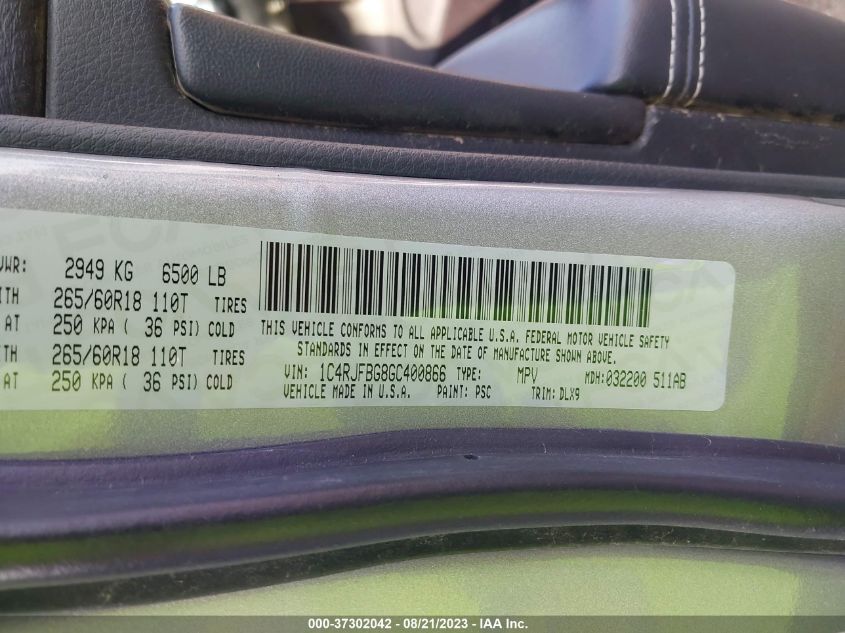 VWR: 2949 KG 6500 LB
ITH 265/60R18 110T TIRES
AT 250 KPA ( 36 PSI) COLD
ITH 265/60R18 110T TIRES
AT 250 KPA ( 36 PSI) COLD
THIS VEHICLE CONFORMS TO ALL APPLICABLE U.S.A. FEDERAL MOTOR VEHICLE SAFETY
STANDARDS IN EFFECT ON THE DATE OF MANUFACTURE SHOWN ABOVE.
VIN: 1C4RJFBG8GC400866 TYPE: MPV MDH:032200 511AB
VEHICLE MADE IN U.S.A. PAINT: PSC TRIM: DLX9
000-37302042 - 08/21/2023 - IAA Inc.